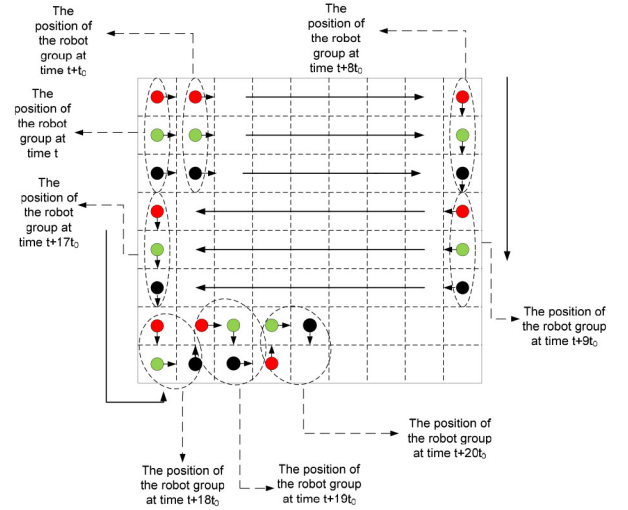 The
position of
the robot
group at
time t+t₀
The
position of
the robot
group at
time t+8t₀
The
position of
the robot
group at
time t
The
position of
the robot
group at
time t+17t₀
The position of
the robot group
at time t+9t₀
The position of
the robot group
at time t+20t₀
The position of
the robot group
at time t+18t₀
The position of
the robot group
at time t+19t₀